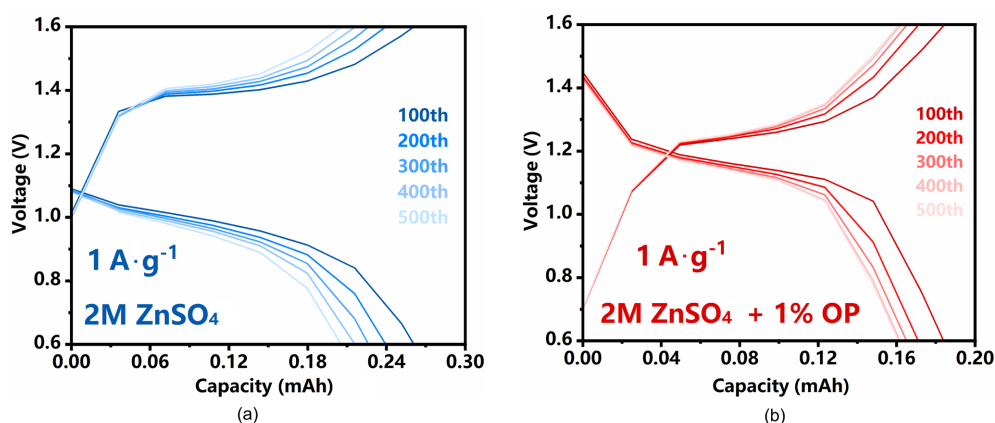 1.6
1.4
1.2
1.0
0.8
0.6
Voltage (V)
100th
200th
300th
400th
500th
1 A·g-1
2M ZnSO4
0.00
0.06
0.12
0.18
0.24
0.30
Capacity (mAh)
(a)
1.6
1.4
1.2
1.0
0.8
0.6
Voltage (V)
100th
200th
300th
400th
500th
1 A·g-1
2M ZnSO4 + 1% OP
0.00
0.04
0.08
0.12
0.16
0.20
Capacity (mAh)
(b)